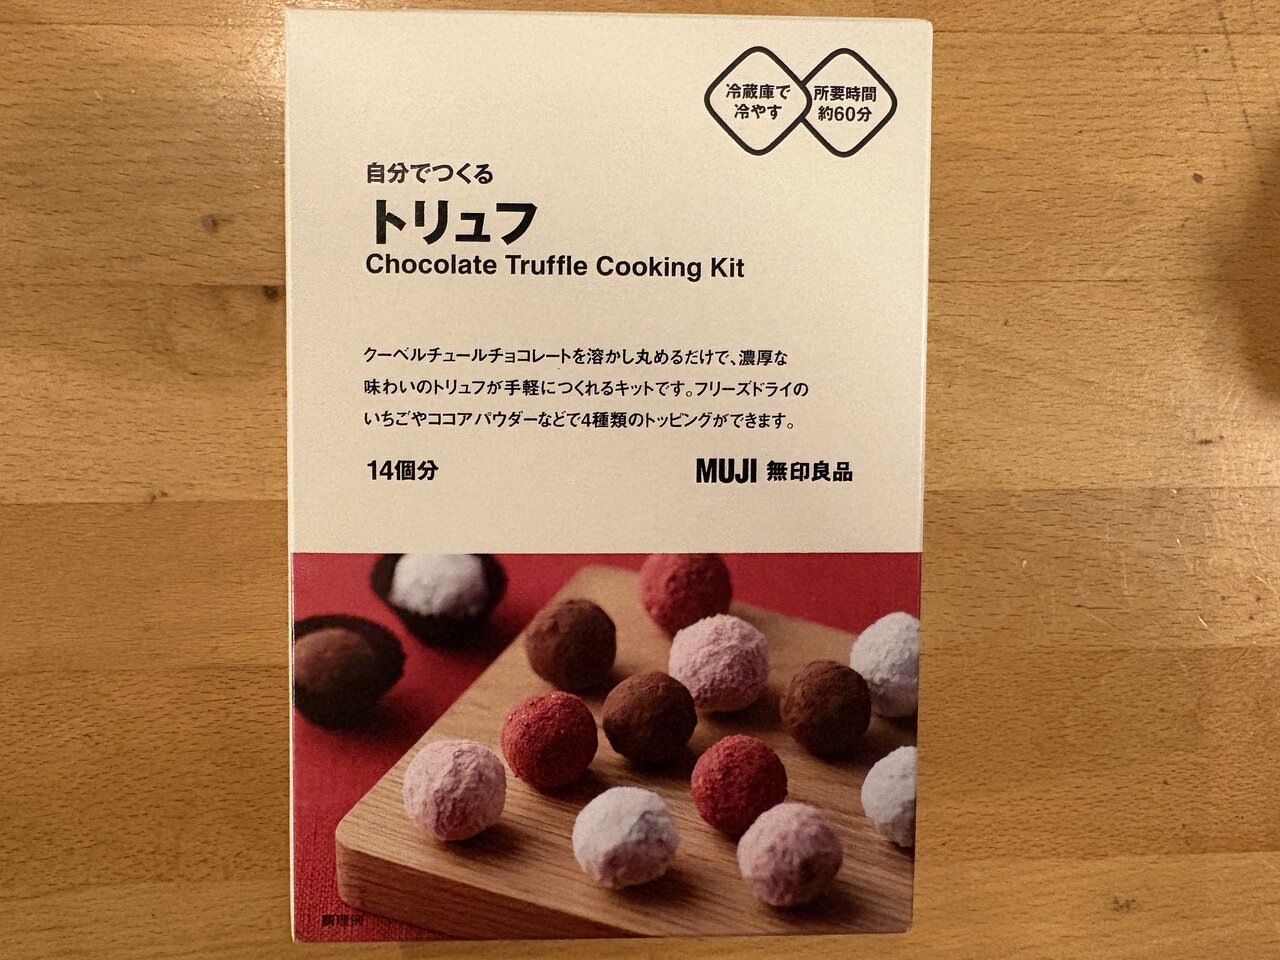 冷蔵庫で
冷やす
所要時間
約60分
自分でつくる
トリュフ
Chocolate Truffle Cooking Kit
クーベルチュールチョコレートを溶かし丸めるだけで、濃厚な
味わいのトリュフが手軽につくれるキットです。フリーズドライの
いちごやココアパウダーなどで4種類のトッピングができます。
14個分
MUJI 無印良品
調理例